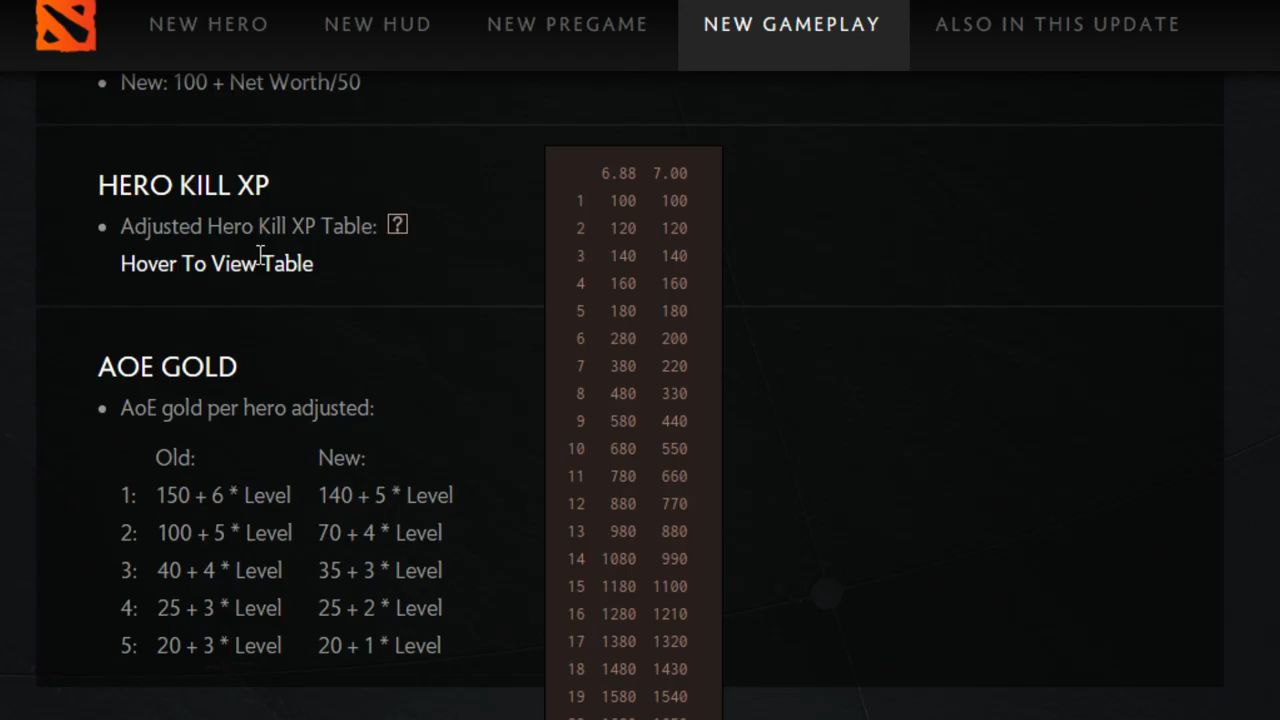 NEW HERO NEW HUD NEW PREGAME NEW GAMEPLAY ALSO IN THIS UPDATE
New: 100 + Net Worth/50
HERO KILL XP
Adjusted Hero Kill XP Table: ?
Hover To View Table
AOE GOLD
AoE gold per hero adjusted:
Old: New:
1: 150 + 6 * Level 140 + 5 * Level
2: 100 + 5 * Level 70 + 4 * Level
3: 40 + 4 * Level 35 + 3 * Level
4: 25 + 3 * Level 25 + 2 * Level
5: 20 + 3 * Level 20 + 1 * Level
6.88 7.00
1 100 100
2 120 120
3 140 140
4 160 160
5 180 180
6 280 200
7 380 220
8 480 330
9 580 440
10 680 550
11 780 660
12 880 770
13 980 880
14 1080 990
15 1180 1100
16 1280 1210
17 1380 1320
18 1480 1430
19 1580 1540